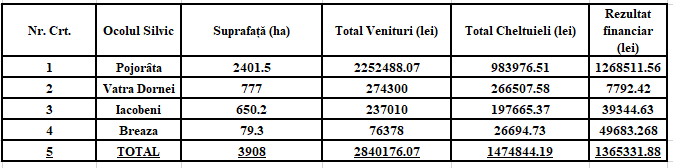 Nr. Crt. Ocolul Silvic Suprafață (ha) Total Venituri (lei) Total Cheltuieli (lei) Rezultat financiar (lei)
1 Pojorâta 2401.5 2252488.07 983976.51 1268511.56
2 Vatra Dornei 777 274300 266507.58 7792.42
3 Iacobeni 650.2 237010 197665.37 39344.63
4 Breaza 79.3 76378 26694.73 49683.268
5 TOTAL 3908 2840176.07 1474844.19 1365331.88